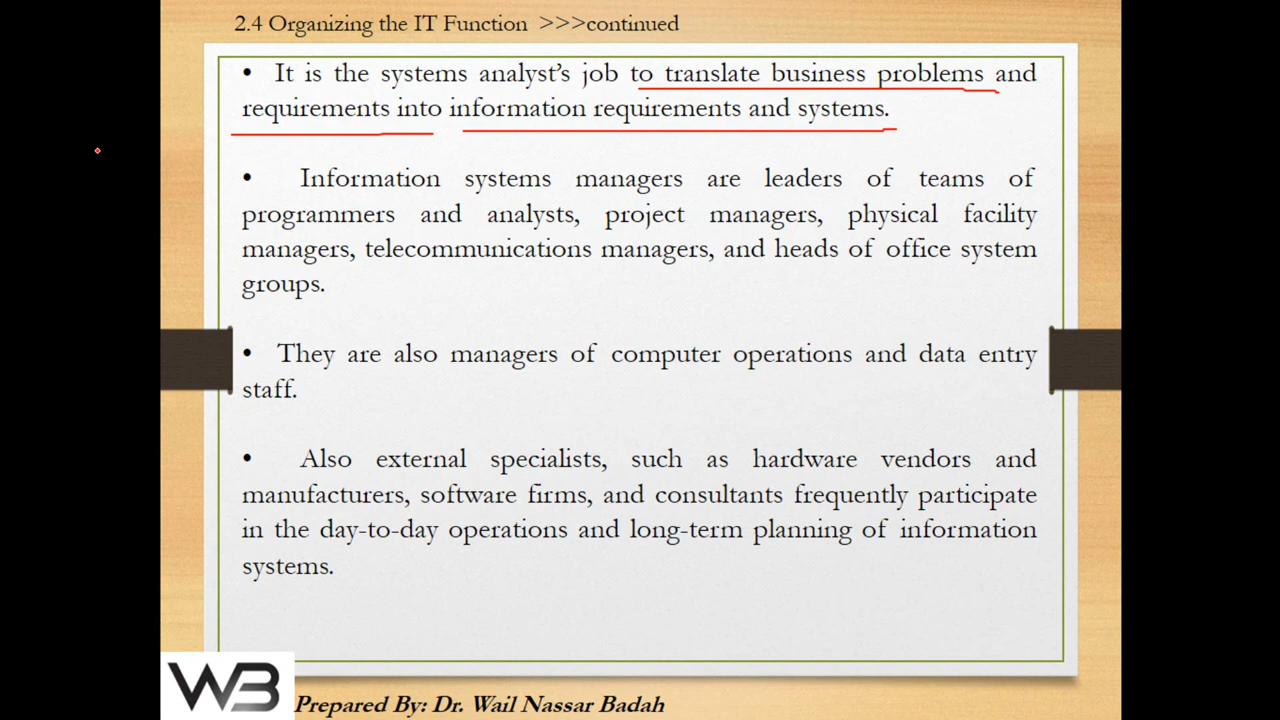 2.4 Organizing the IT Function >>>continued
• It is the systems analyst's job to translate business problems and
requirements into information requirements and systems.
• Information systems managers are leaders of teams of
programmers and analysts, project managers, physical facility
managers, telecommunications managers, and heads of office system
groups.
• They are also managers of computer operations and data entry
staff.
• Also external specialists, such as hardware vendors and
manufacturers, software firms, and consultants frequently participate
in the day-to-day operations and long-term planning of information
systems.
WB
Prepared By: Dr. Wail Nassar Badah